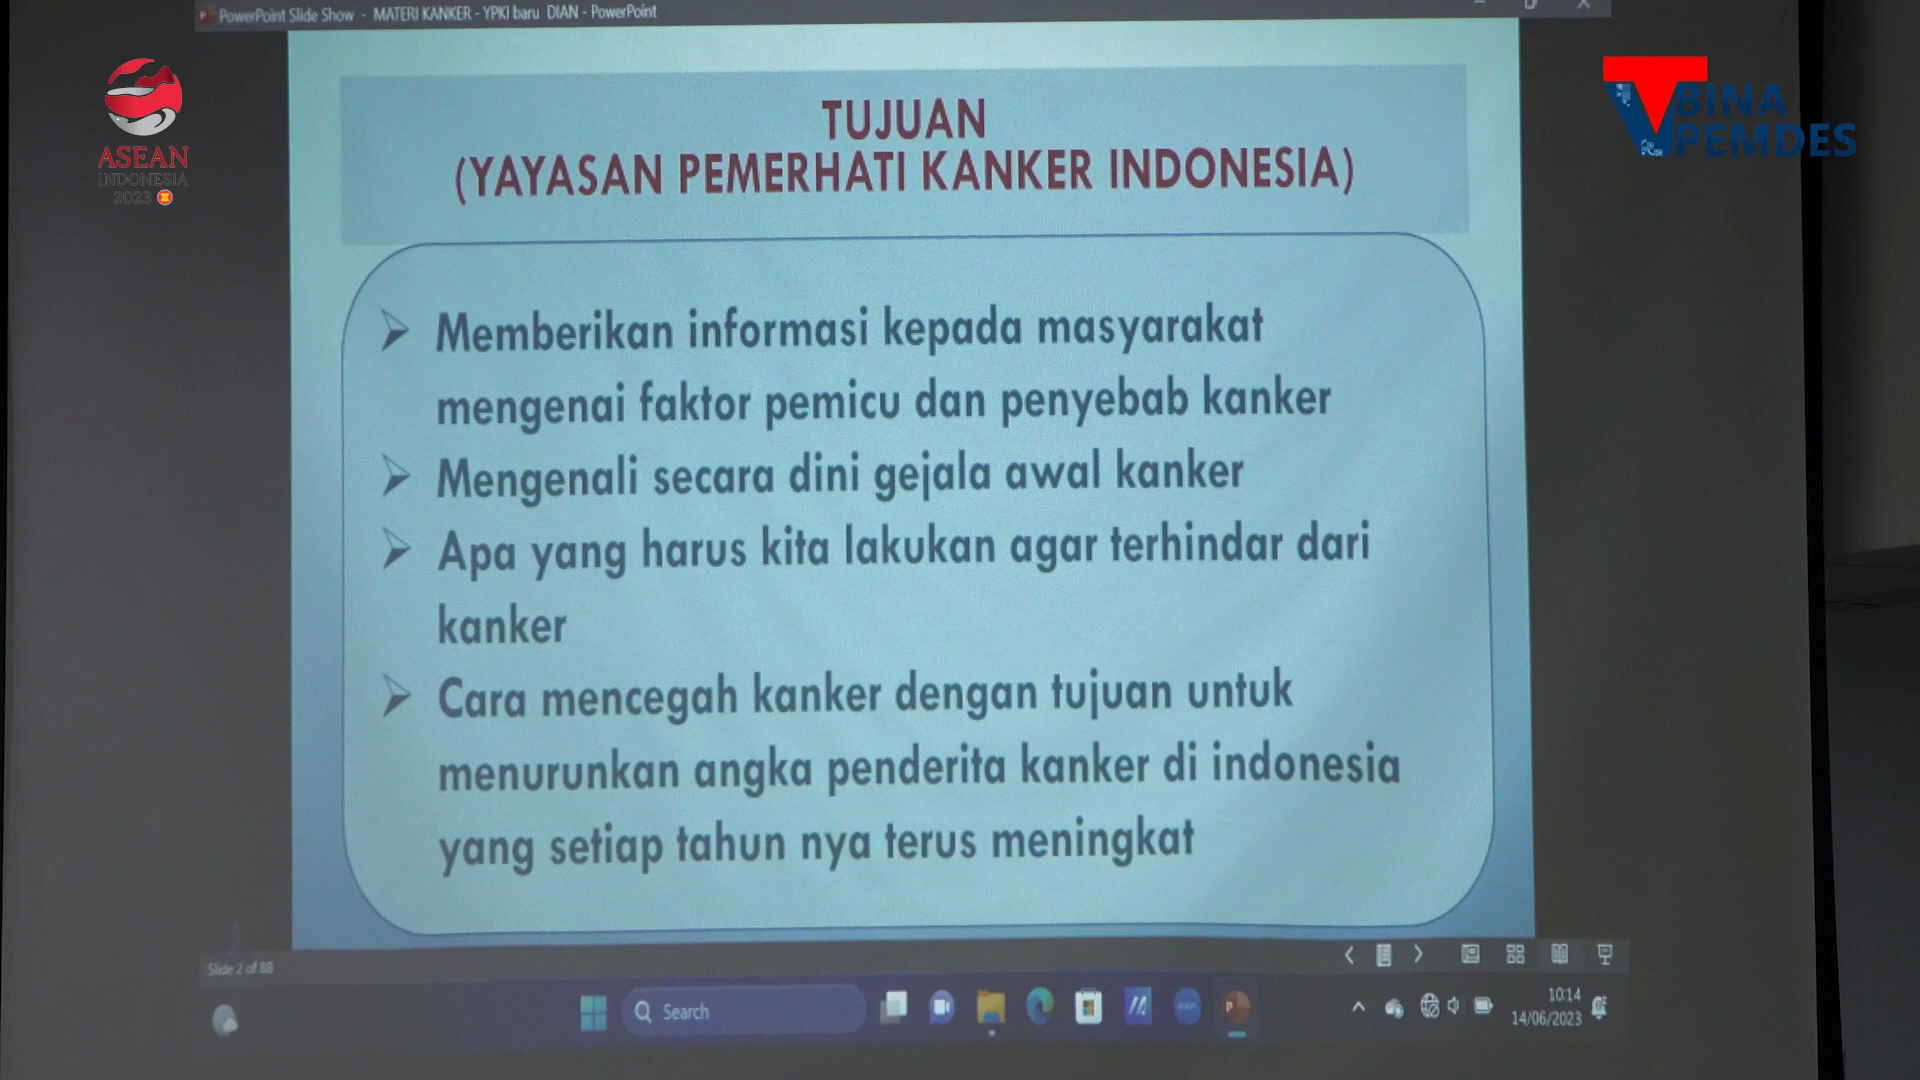 PowerPoint Slide Show - MATERI KANKER - YPKI baru DIAN - PowerPoint
ASEAN
INDONESIA
2023
T BINA
PEMDES
TUJUAN
(YAYASAN PEMERHATI KANKER INDONESIA)
Memberikan informasi kepada masyarakat
mengenai faktor pemicu dan penyebab kanker
Mengenali secara dini gejala awal kanker
Apa yang harus kita lakukan agar terhindar dari
kanker
Cara mencegah kanker dengan tujuan untuk
menurunkan angka penderita kanker di indonesia
yang setiap tahun nya terus meningkat
Slide 2 of 88
Search
10:14
14/06/2023